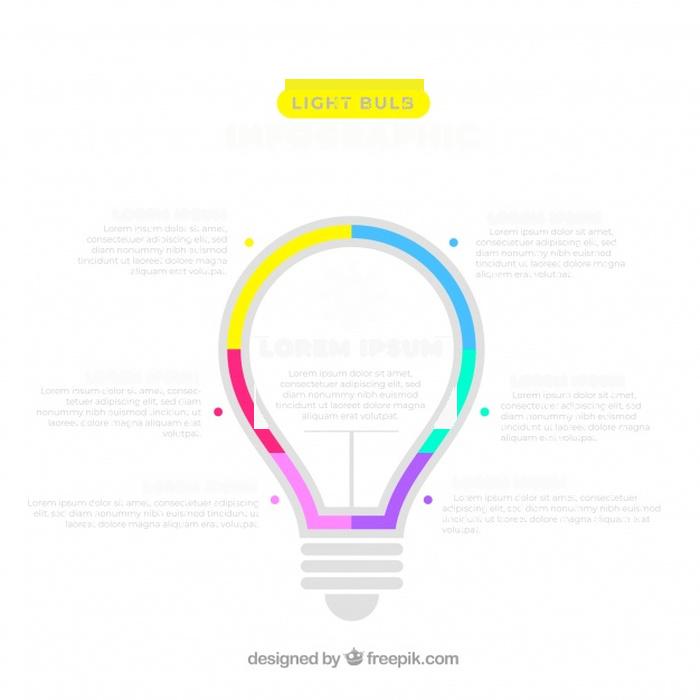 LIGHT BULB
INFOGRAPHIC
LOREM IPSUM
Lorem ipsum dolor sit amet,
consectetuer adipiscing elit, sed
diam nonummy nibh euismod
tincidunt ut laoreet dolore magna
aliquam erat volutpat.
LOREM IPSUM
Lorem ipsum dolor sit amet, consec-
tetuer adipiscing elit, sed diam
nonummy nibh euismod tincidunt ut
laoreet dolore magna aliquam erat
volutpat.
LOREM IPSUM
Lorem ipsum dolor sit amet, consectetuer adipiscing
elit, sed diam nonummy nibh euismod tincidunt ut
laoreet dolore magna aliquam erat volutpat.
LOREM IPSUM
Lorem ipsum dolor sit amet,
consectetuer adipiscing elit, sed
diam nonummy nibh euismod
tincidunt ut laoreet dolore magna
aliquam erat volutpat.
LOREM IPSUM
Lorem ipsum dolor sit amet,
consectetuer adipiscing elit, sed
diam nonummy nibh euismod
tincidunt ut laoreet dolore magna
aliquam erat volutpat.
LOREM IPSUM
Lorem ipsum dolor sit amet,
consectetuer adipiscing elit, sed
diam nonummy nibh euismod
tincidunt ut laoreet dolore magna
aliquam erat volutpat.
LOREM IPSUM
Lorem ipsum dolor sit amet, consectetuer
adipiscing elit, sed diam nonummy nibh euismod
tincidunt ut laoreet dolore magna aliquam erat
volutpat.
designed by freepik.com